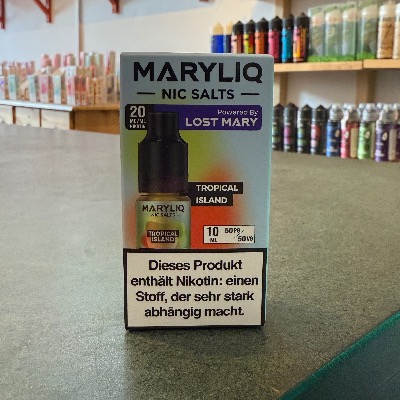 MARYLIQ
NIC SALTS
20
MG/ML
Powered By
LOST MARY
TROPICAL
ISLAND
MARYLIQ
NIC SALTS
TROPICAL
ISLAND
10
ML
50PG
50VG
Dieses Produkt
enthält Nikotin: einen
Stoff, der sehr stark
abhängig macht.